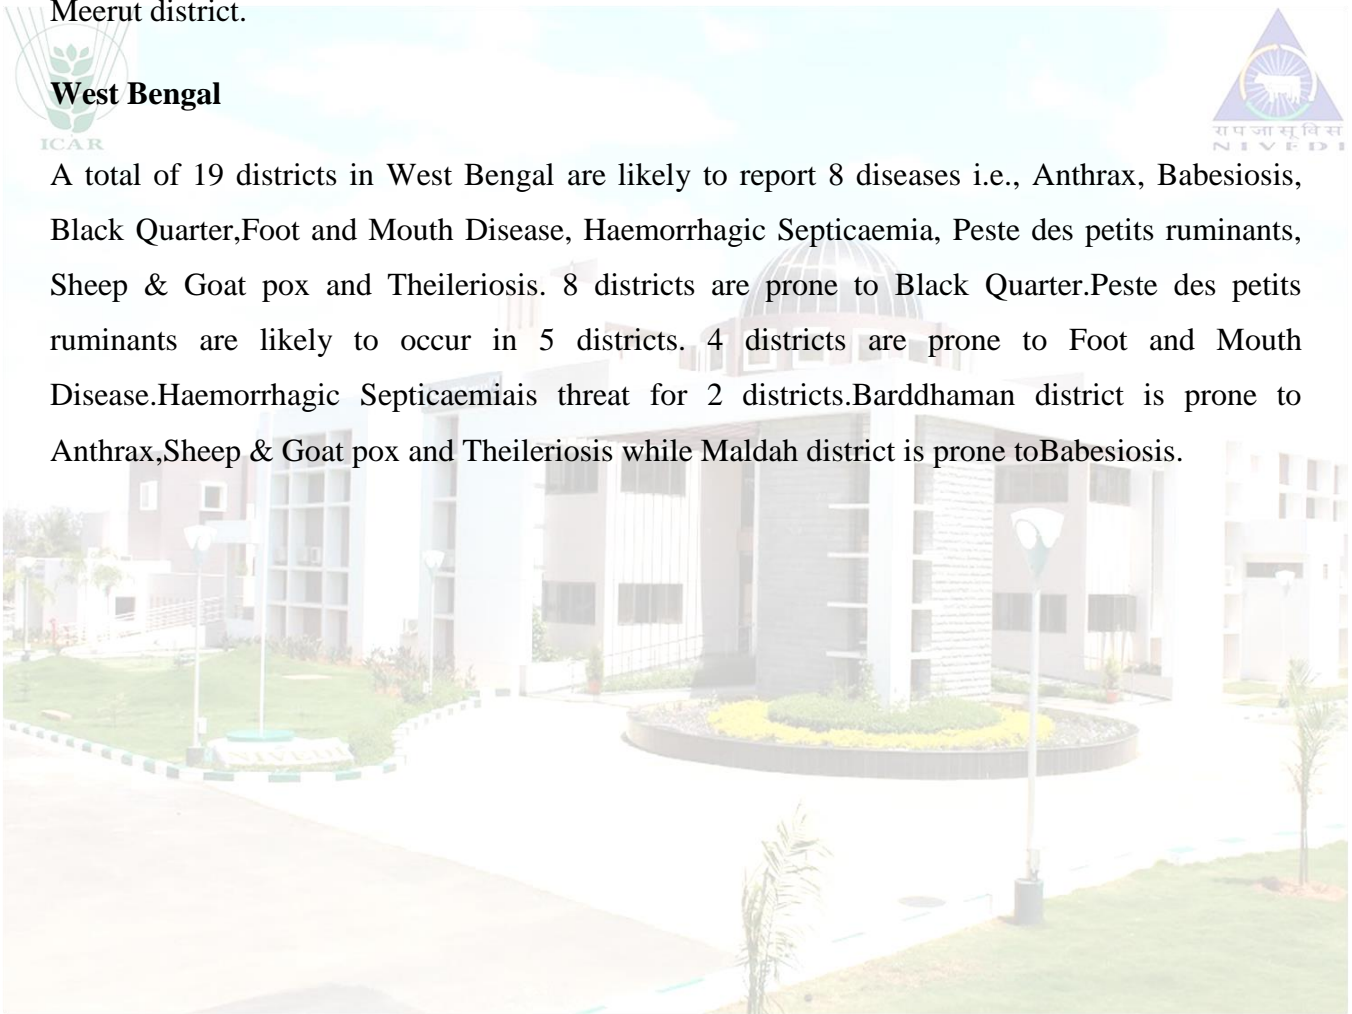 Meerut district.
West Bengal
ICAR
रा प जा सू वि स
NIVEDI
A total of 19 districts in West Bengal are likely to report 8 diseases i.e., Anthrax, Babesiosis,
Black Quarter,Foot and Mouth Disease, Haemorrhagic Septicaemia, Peste des petits ruminants,
Sheep & Goat pox and Theileriosis. 8 districts are prone to Black Quarter.Peste des petits
ruminants are likely to occur in 5 districts. 4 districts are prone to Foot and Mouth
Disease.Haemorrhagic Septicaemiais threat for 2 districts.Barddhaman district is prone to
Anthrax,Sheep & Goat pox and Theileriosis while Maldah district is prone toBabesiosis.
NIVEDI